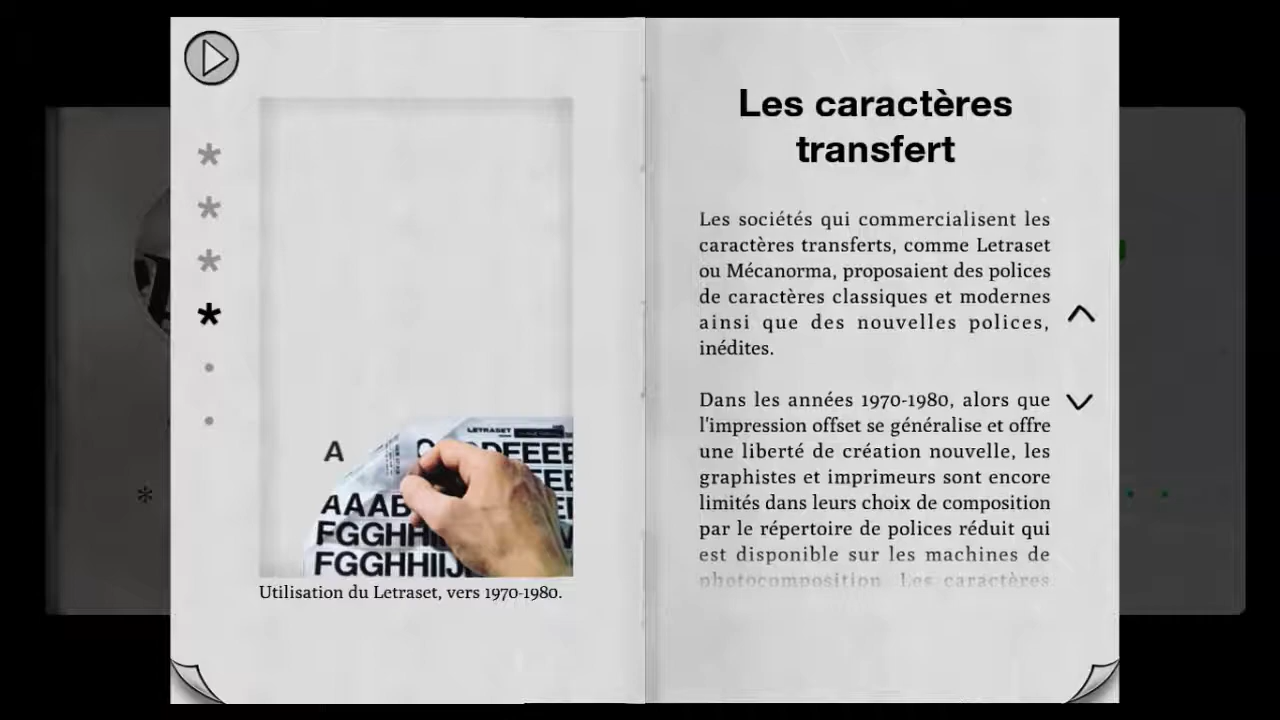 Les caractères
transfert
Les sociétés qui commercialisent les
caractères transferts, comme Letraset
ou Mécanorma, proposaient des polices
de caractères classiques et modernes
ainsi que des nouvelles polices,
inédites.
Dans les années 1970-1980, alors que
l'impression offset se généralise et offre
une liberté de création nouvelle, les
graphistes et imprimeurs sont encore
limités dans leurs choix de composition
par le répertoire de polices réduit qui
est disponible sur les machines de
photocomposition. Les caractères
LETRASET
A
DEEEE
AAAB
FGGHH
FGGHHIIJ
Utilisation du Letraset, vers 1970-1980.